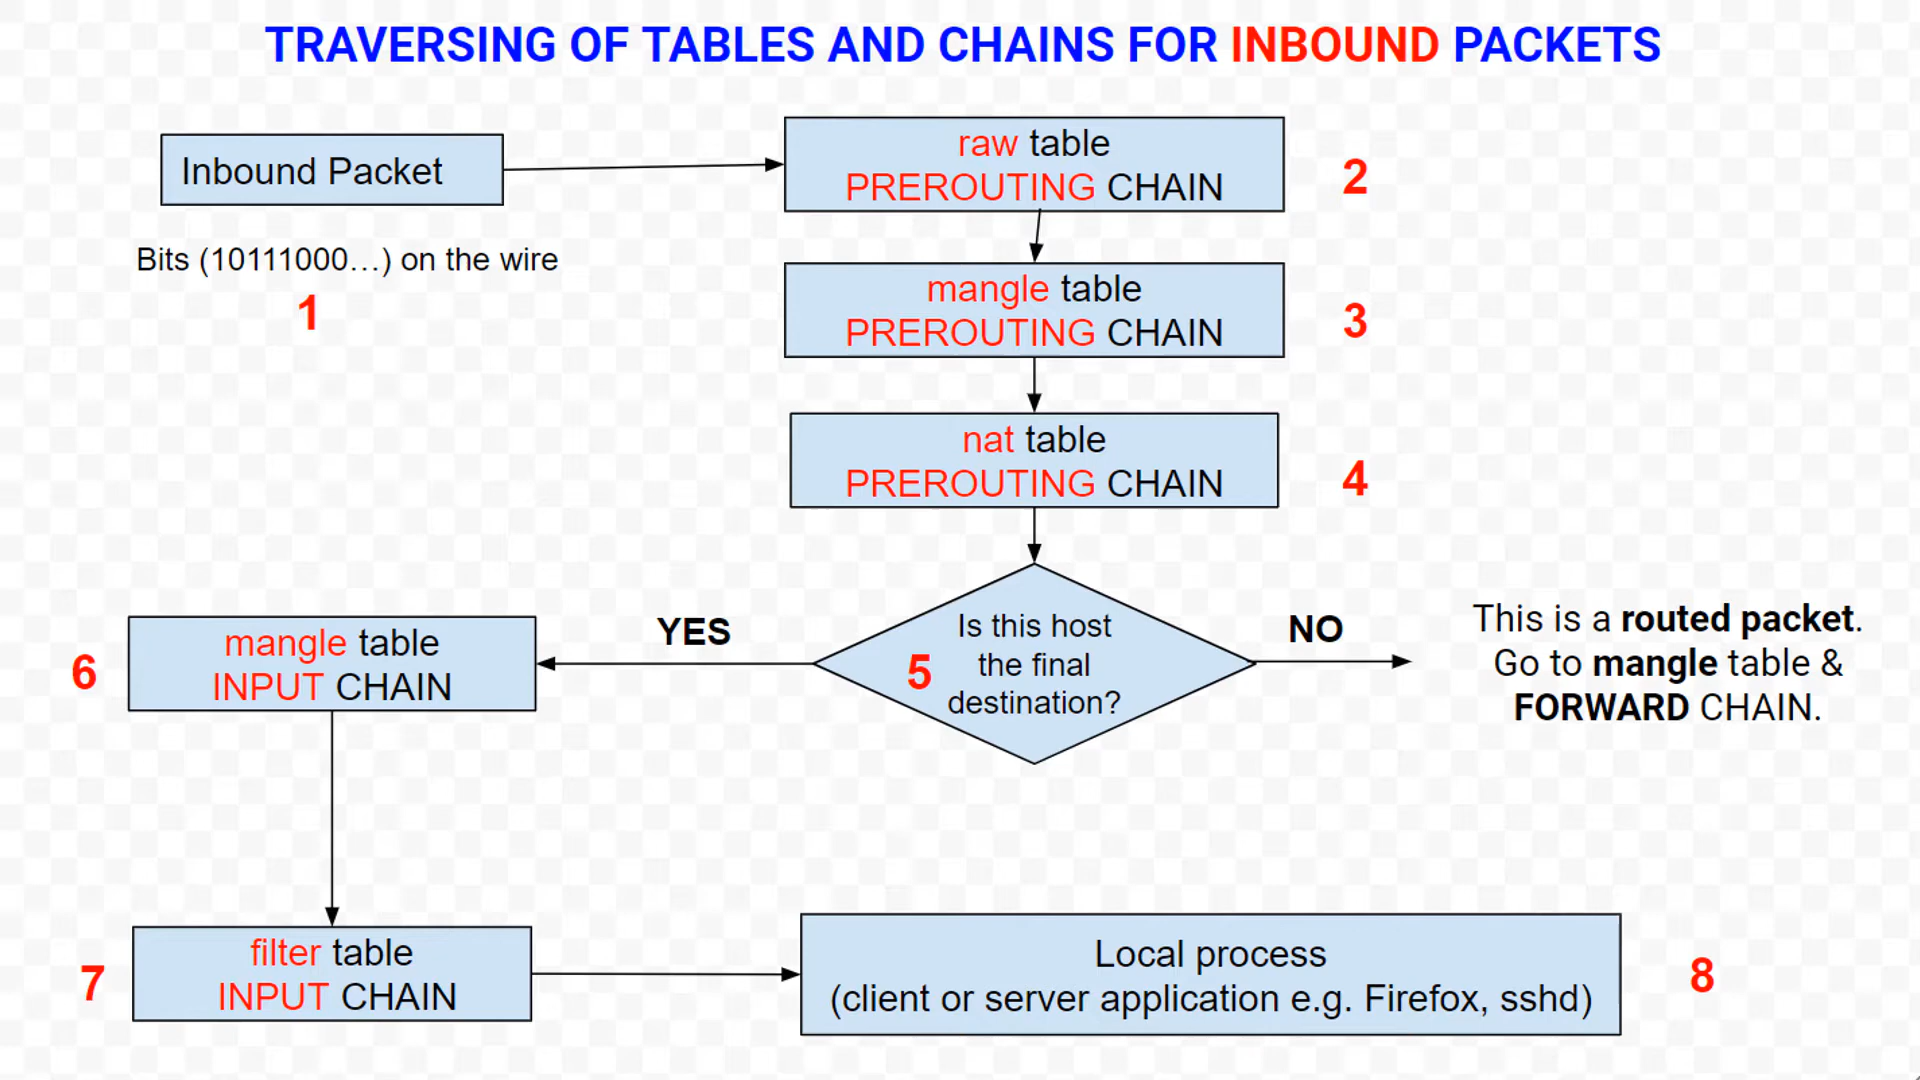 TRAVERSING OF TABLES AND CHAINS FOR INBOUND PACKETS
Inbound Packet
Bits (10111000…) on the wire
1
raw table
PREROUTING CHAIN
2
mangle table
PREROUTING CHAIN
3
nat table
PREROUTING CHAIN
4
Is this host
the final
destination?
5
YES
NO
This is a routed packet.
Go to mangle table &
FORWARD CHAIN.
6
mangle table
INPUT CHAIN
7
filter table
INPUT CHAIN
Local process
(client or server application e.g. Firefox, sshd)
8